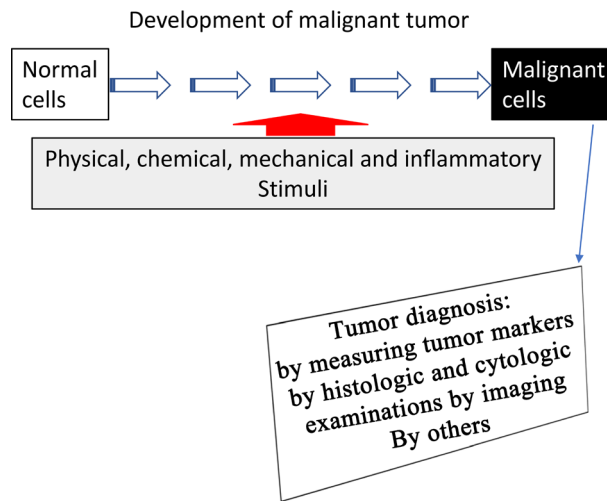 Development of malignant tumor
Normal
cells
Malignant
cells
Physical, chemical, mechanical and inflammatory
Stimuli
Tumor diagnosis:
by measuring tumor markers
by histologic and cytologic
examinations by imaging
By others